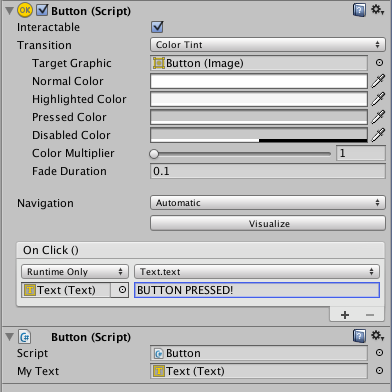 OK Button (Script)
Interactable
Transition Color Tint
Target Graphic Button (Image)
Normal Color
Highlighted Color
Pressed Color
Disabled Color
Color Multiplier 1
Fade Duration 0.1
Navigation Automatic
Visualize
On Click ()
Runtime Only Text.text
T Text (Text) BUTTON PRESSED!
+ −
C# Button (Script)
Script C# Button
My Text T Text (Text)